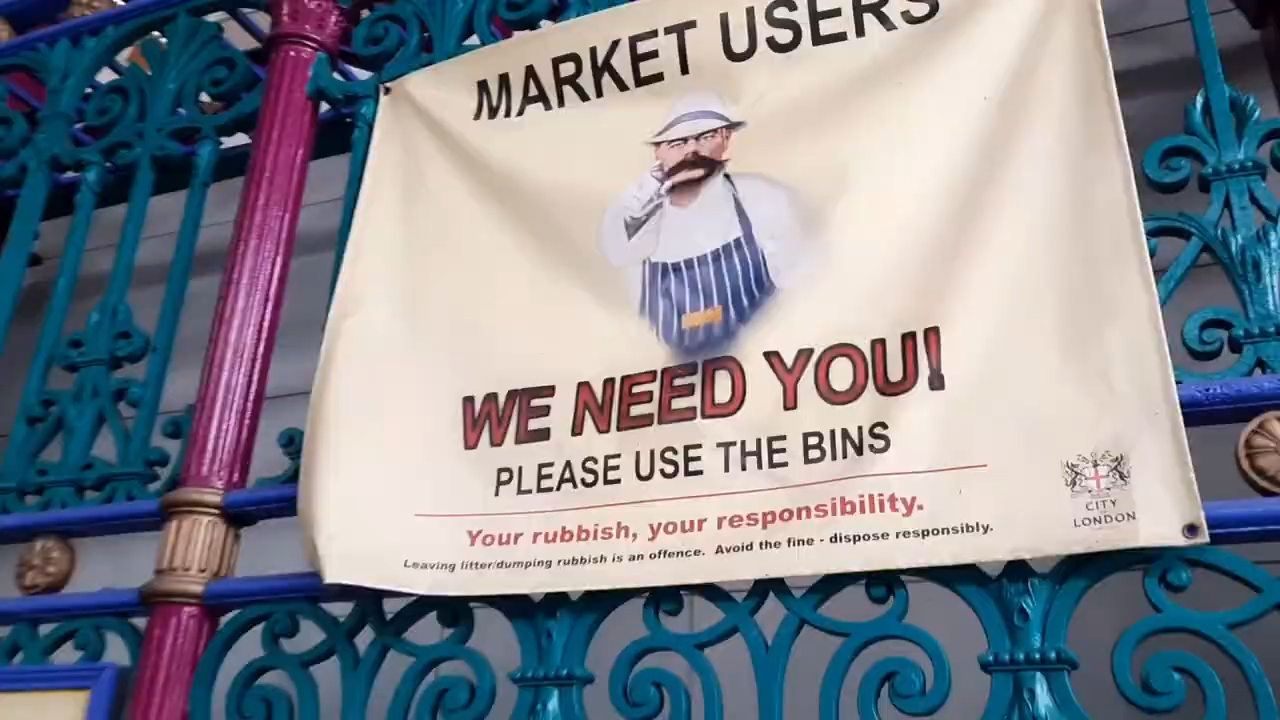 MARKET USERS
WE NEED YOU!
PLEASE USE THE BINS
Your rubbish, your responsibility.
Leaving litter/dumping rubbish is an offence. Avoid the fine - dispose responsibly.
CITY
OF
LONDON